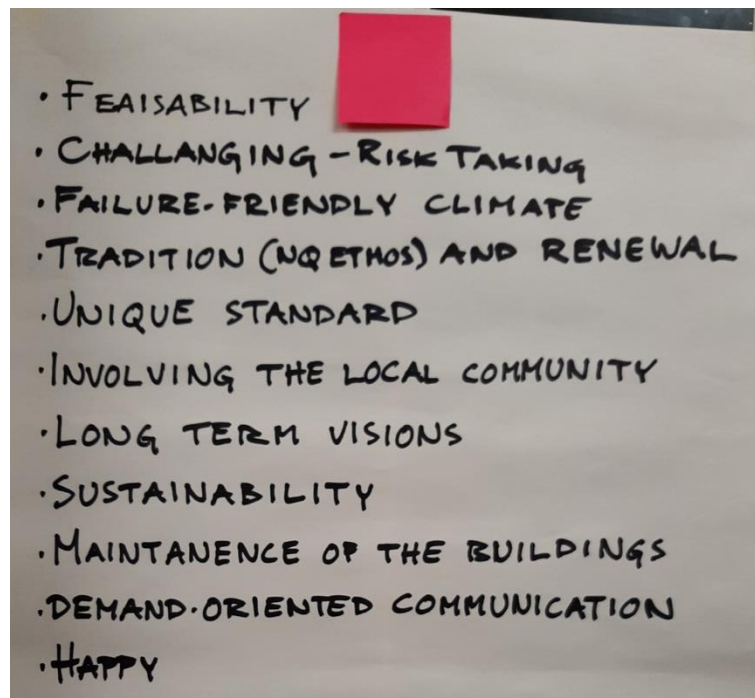 · FEAISABILITY
· CHALLANGING - RISK TAKING
· FAILURE-FRIENDLY CLIMATE
· TRADITION (NQ ETHOS) AND RENEWAL
· UNIQUE STANDARD
· INVOLVING THE LOCAL COMMUNITY
· LONG TERM VISIONS
· SUSTAINABILITY
· MAINTANENCE OF THE BUILDINGS
· DEMAND-ORIENTED COMMUNICATION
· HAPPY